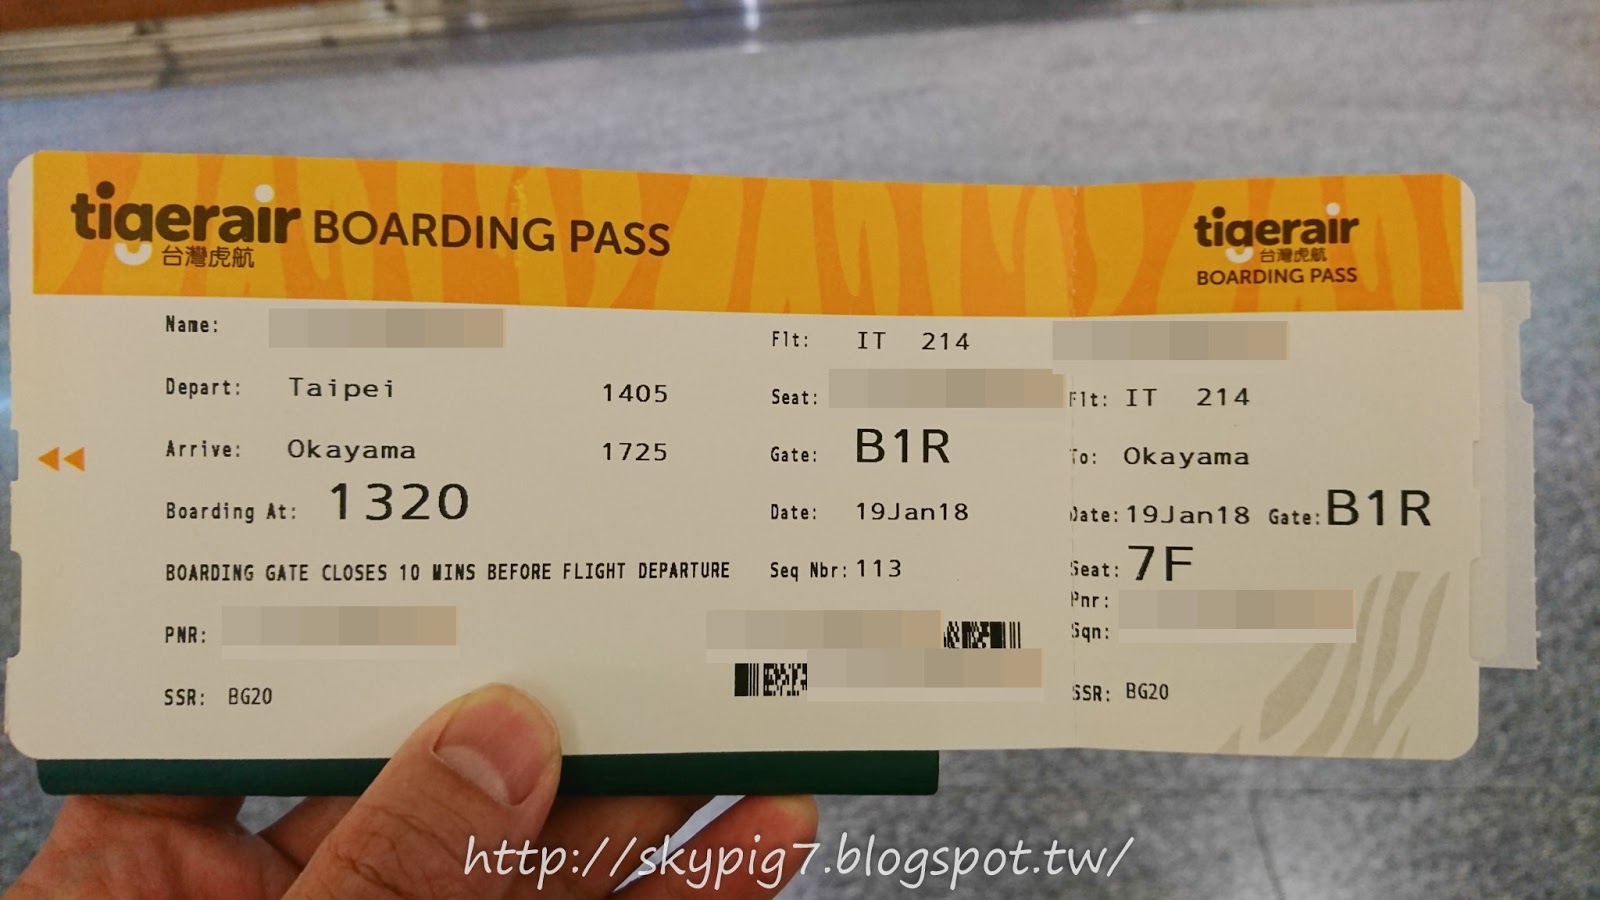 tigerair BOARDING PASS
台灣虎航
Name:
Depart: Taipei 1405
Arrive: Okayama 1725
Boarding At: 1320
BOARDING GATE CLOSES 10 MINS BEFORE FLIGHT DEPARTURE
PNR:
SSR: BG20
Flt: IT 214
Seat:
Gate: B1R
Date: 19Jan18
Seq Nbr: 113
tigerair
台灣虎航
BOARDING PASS
Flt: IT 214
To: Okayama
Date: 19Jan18 Gate: B1R
Seat: 7F
Pnr:
Sqn:
SSR: BG20
http://skypig7.blogspot.tw/